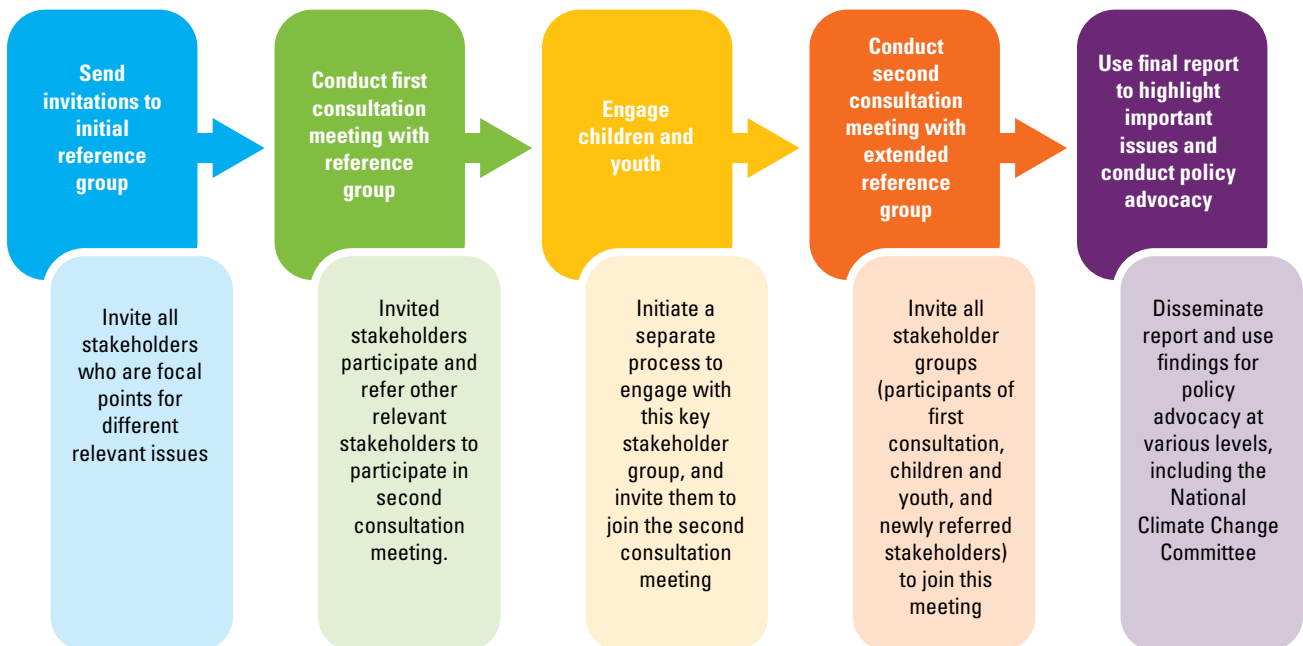 Send
invitations to
initial
reference
group
Invite all
stakeholders
who are focal
points for
different
relevant issues
Conduct first
consultation
meeting with
reference
group
Invited
stakeholders
participate and
refer other
relevant
stakeholders to
participate in
second
consultation
meeting.
Engage
children and
youth
Initiate a
separate
process to
engage with
this key
stakeholder
group, and
invite them to
join the second
consultation
meeting
Conduct
second
consultation
meeting with
extended
reference
group
Invite all
stakeholder
groups
(participants of
first
consultation,
children and
youth, and
newly referred
stakeholders)
to join this
meeting
Use final report
to highlight
important
issues and
conduct policy
advocacy
Disseminate
report and use
findings for
policy
advocacy at
various levels,
including the
National
Climate Change
Committee